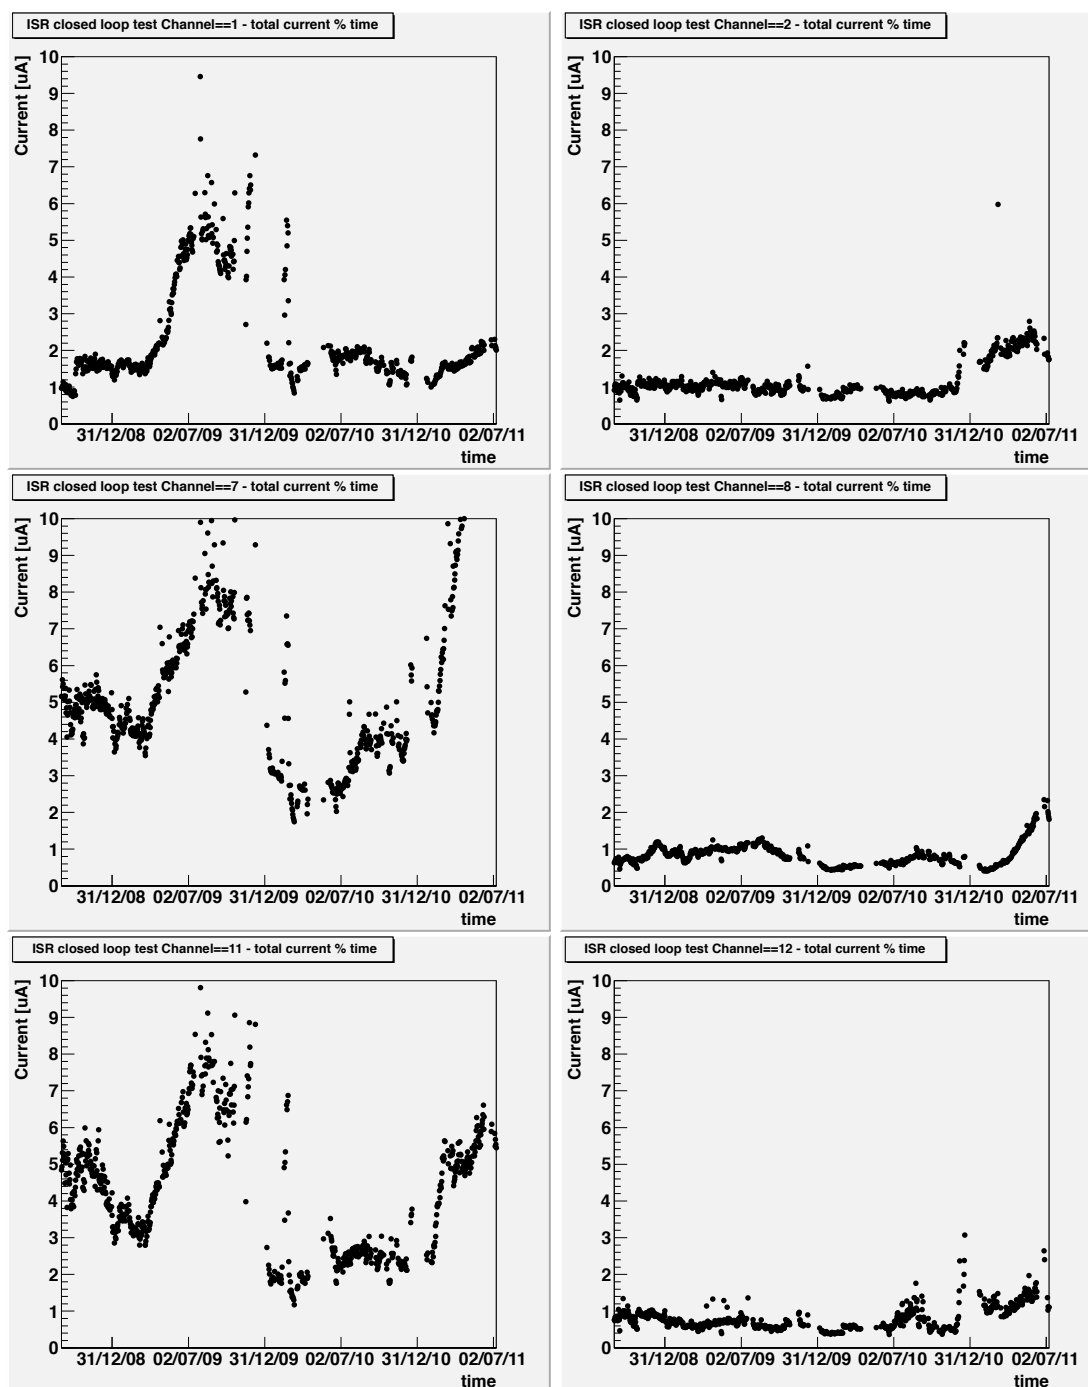 ISR closed loop test Channel==1 - total current % time
Current [uA]
10
9
8
7
6
5
4
3
2
1
0
31/12/08 02/07/09 31/12/09 02/07/10 31/12/10 02/07/11
time
ISR closed loop test Channel==2 - total current % time
Current [uA]
10
9
8
7
6
5
4
3
2
1
0
31/12/08 02/07/09 31/12/09 02/07/10 31/12/10 02/07/11
time
ISR closed loop test Channel==7 - total current % time
Current [uA]
10
9
8
7
6
5
4
3
2
1
0
31/12/08 02/07/09 31/12/09 02/07/10 31/12/10 02/07/11
time
ISR closed loop test Channel==8 - total current % time
Current [uA]
10
9
8
7
6
5
4
3
2
1
0
31/12/08 02/07/09 31/12/09 02/07/10 31/12/10 02/07/11
time
ISR closed loop test Channel==11 - total current % time
Current [uA]
10
9
8
7
6
5
4
3
2
1
0
31/12/08 02/07/09 31/12/09 02/07/10 31/12/10 02/07/11
time
ISR closed loop test Channel==12 - total current % time
Current [uA]
10
9
8
7
6
5
4
3
2
1
0
31/12/08 02/07/09 31/12/09 02/07/10 31/12/10 02/07/11
time